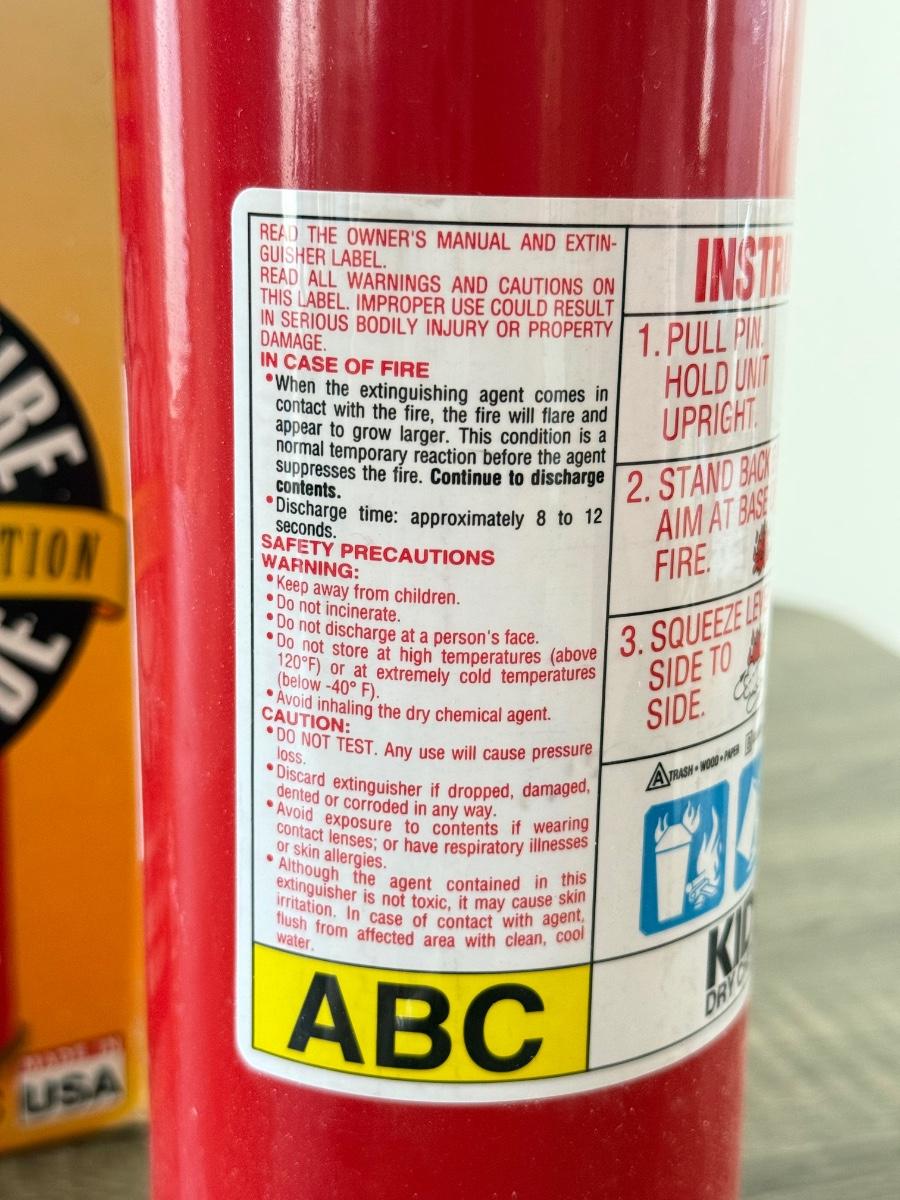 READ THE OWNER'S MANUAL AND EXTIN-
GUISHER LABEL.
READ ALL WARNINGS AND CAUTIONS ON
THIS LABEL. IMPROPER USE COULD RESULT
IN SERIOUS BODILY INJURY OR PROPERTY
DAMAGE.
IN CASE OF FIRE
•When the extinguishing agent comes in
contact with the fire, the fire will flare and
appear to grow larger. This condition is a
normal temporary reaction before the agent
suppresses the fire. Continue to discharge
contents.
•Discharge time: approximately 8 to 12
seconds.
SAFETY PRECAUTIONS
WARNING:
•Keep away from children.
•Do not incinerate.
•Do not discharge at a person's face.
•Do not store at high temperatures (above
120°F) or at extremely cold temperatures
(below -40° F).
•Avoid inhaling the dry chemical agent.
CAUTION:
•DO NOT TEST. Any use will cause pressure
loss.
•Discard extinguisher if dropped, damaged,
dented or corroded in any way.
•Avoid exposure to contents if wearing
contact lenses; or have respiratory illnesses
or skin allergies.
•Although the agent contained in this
extinguisher is not toxic, it may cause skin
irritation. In case of contact with agent,
flush from affected area with clean, cool
water.
ABC
1. PULL PIN.
HOLD UNIT
UPRIGHT.
2. STAND BACK
AIM AT BASE
FIRE.
3. SQUEEZE
SIDE TO
SIDE.
A TRASH • WOOD • PAPER
DRY
MADE IN
USA